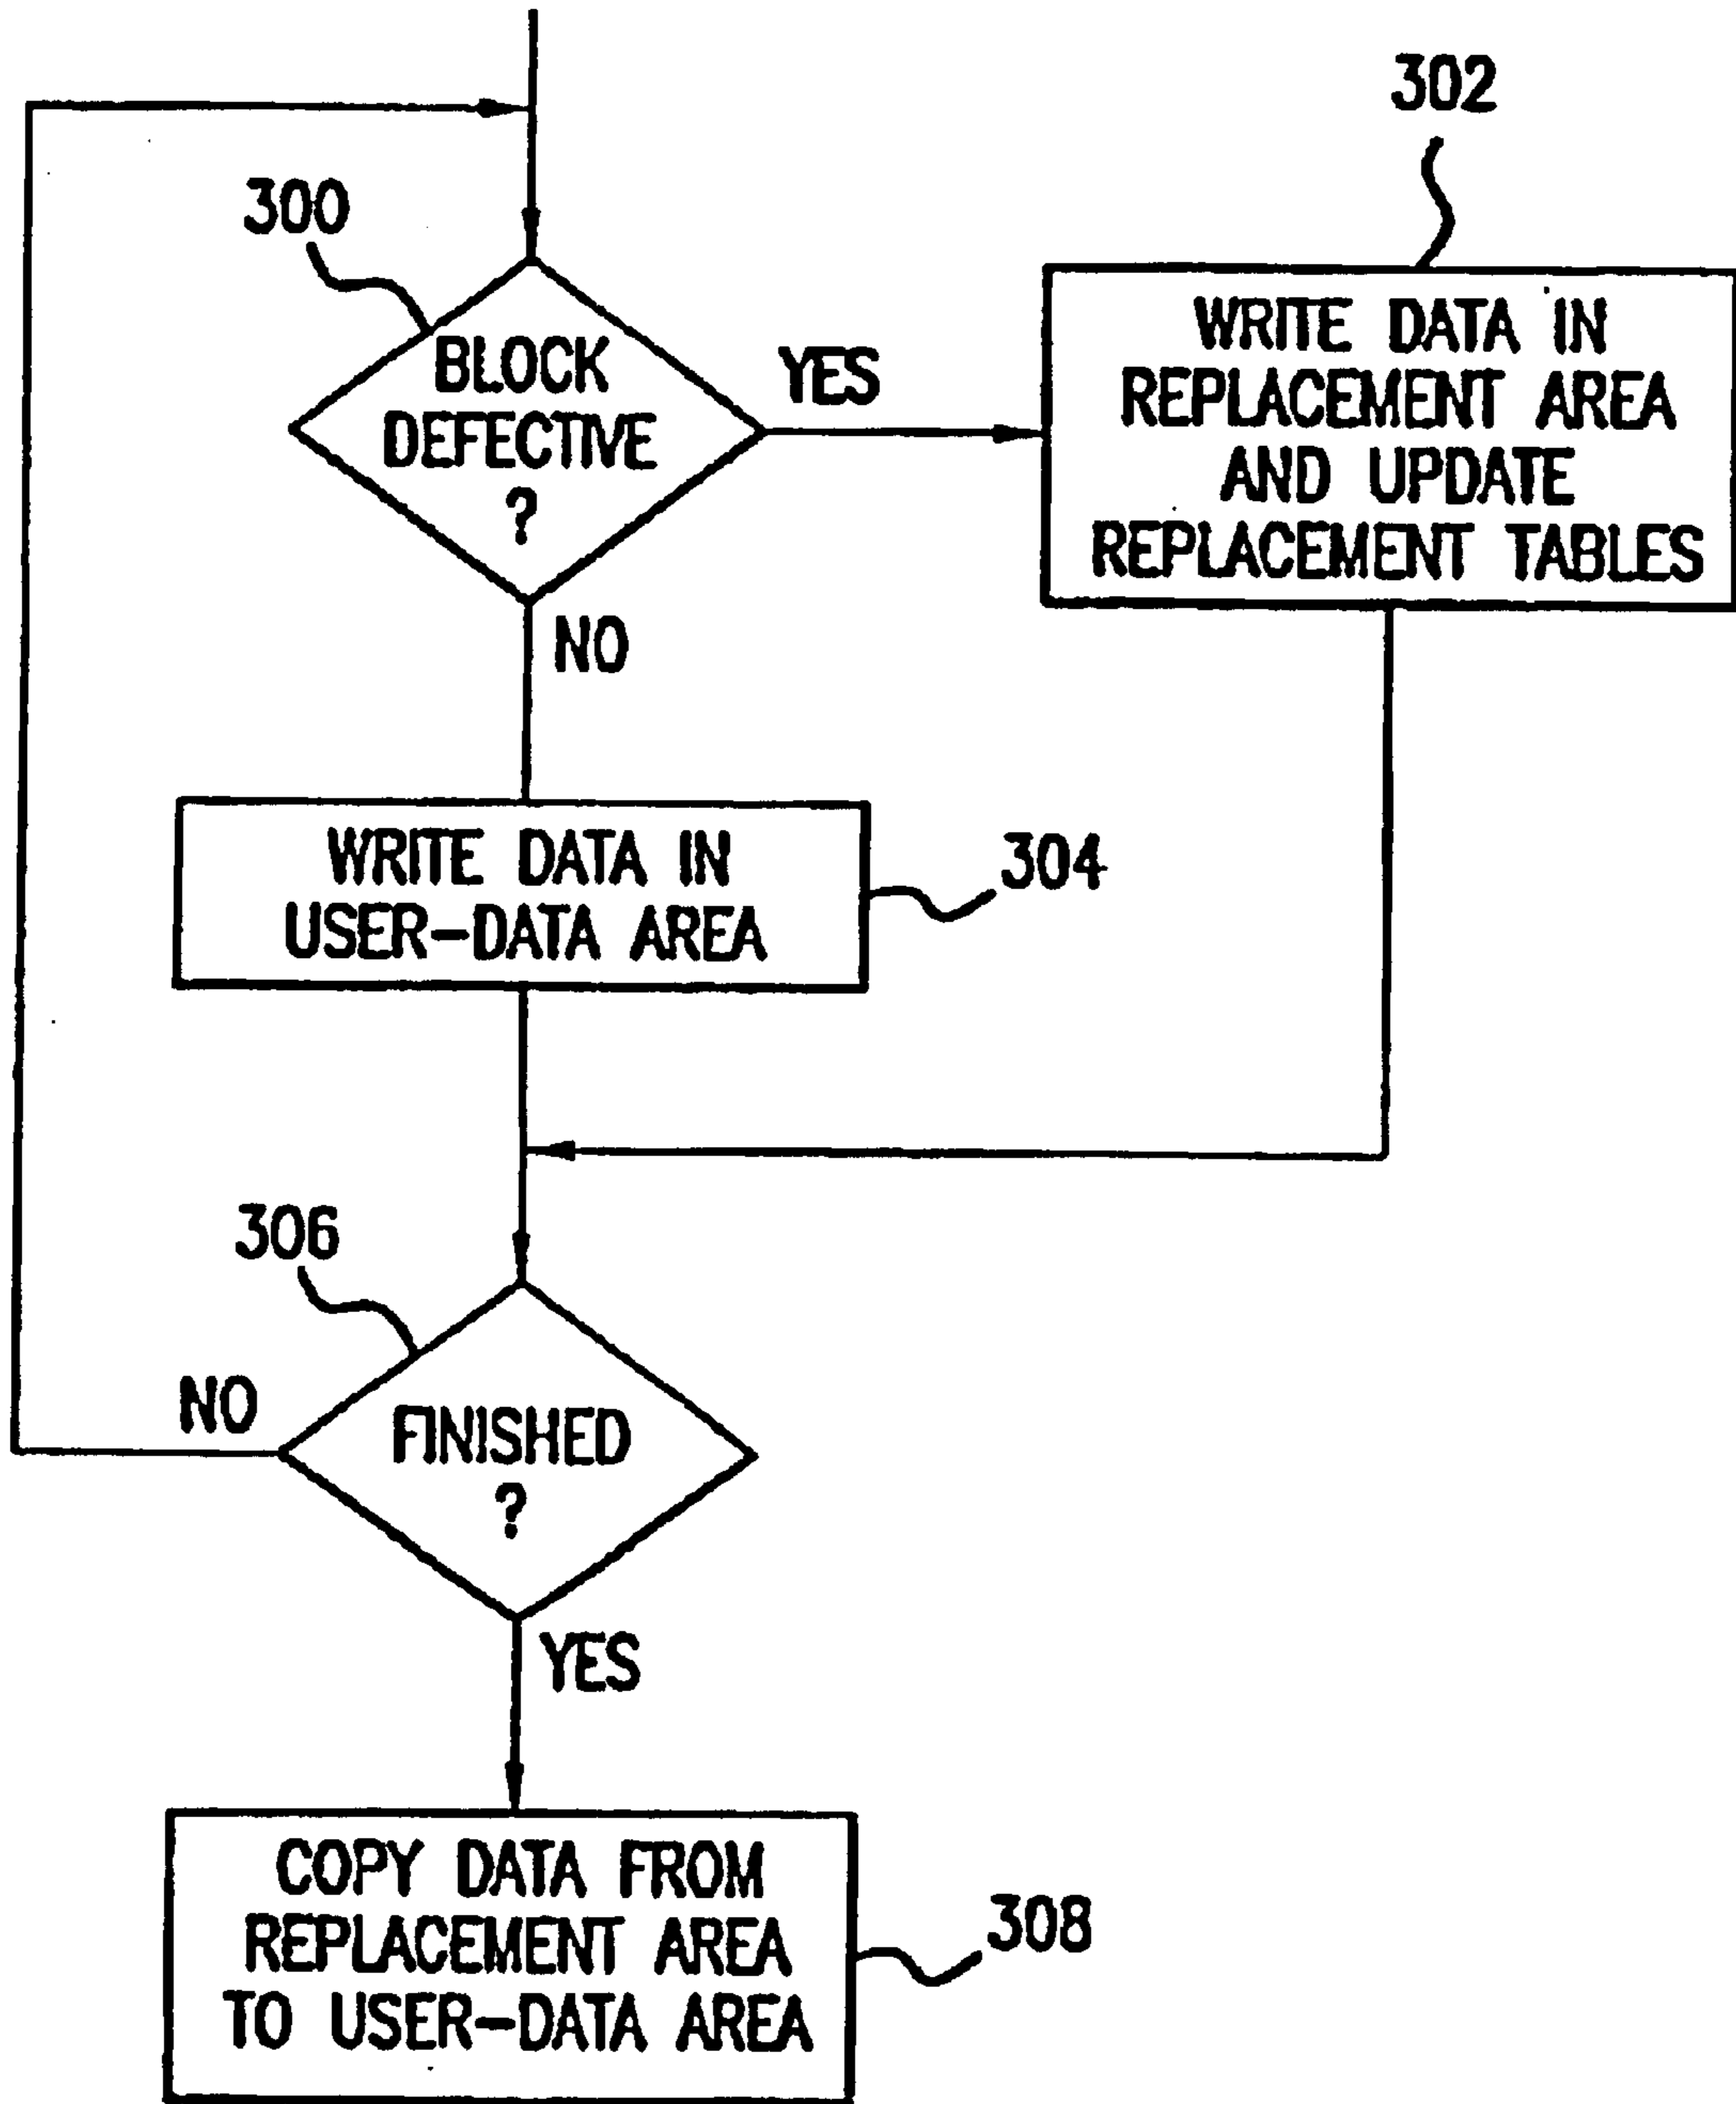 302
300
BLOCK
DEFECTIVE
?
YES
WRITE DATA IN
REPLACEMENT AREA
AND UPDATE
REPLACEMENT TABLES
NO
WRITE DATA IN
USER-DATA AREA
304
306
NO
FINISHED
?
YES
COPY DATA FROM
REPLACEMENT AREA
TO USER-DATA AREA
308